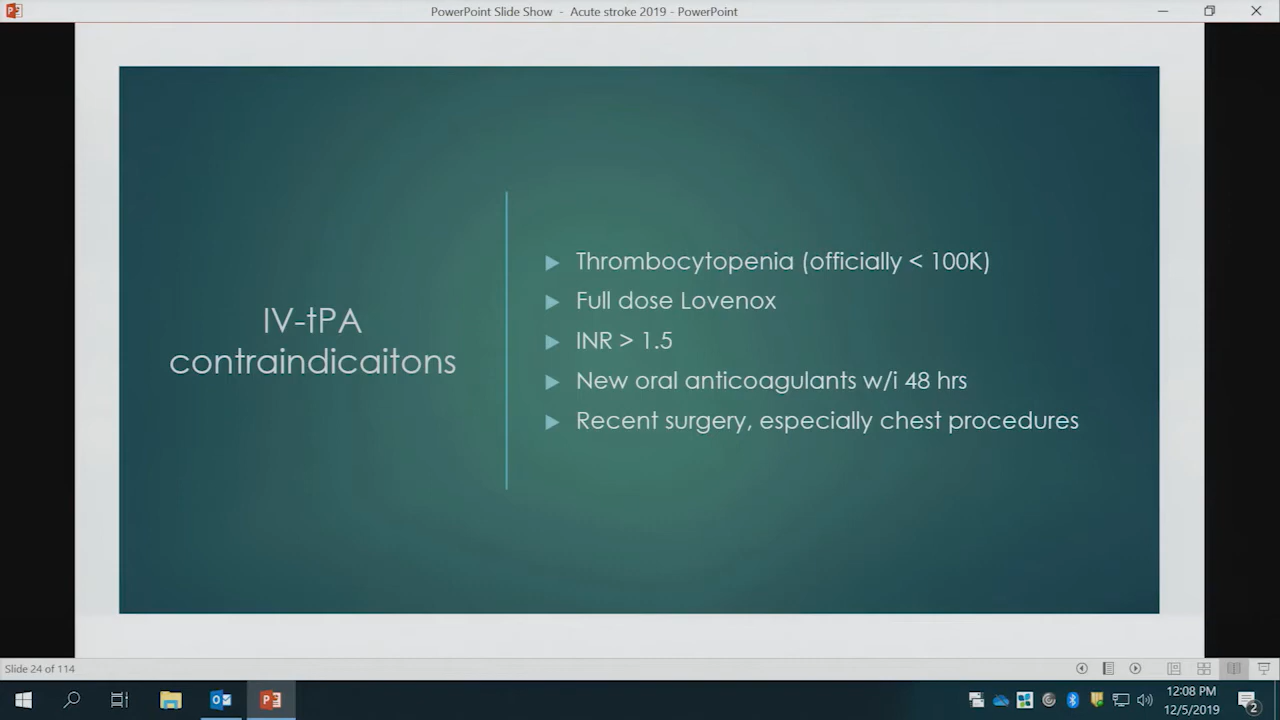 PowerPoint Slide Show - Acute stroke 2019 - PowerPoint
IV-tPA
contraindicaitons
Thrombocytopenia (officially < 100K)
Full dose Lovenox
INR > 1.5
New oral anticoagulants w/i 48 hrs
Recent surgery, especially chest procedures
Slide 24 of 114
12:08 PM
12/5/2019
2